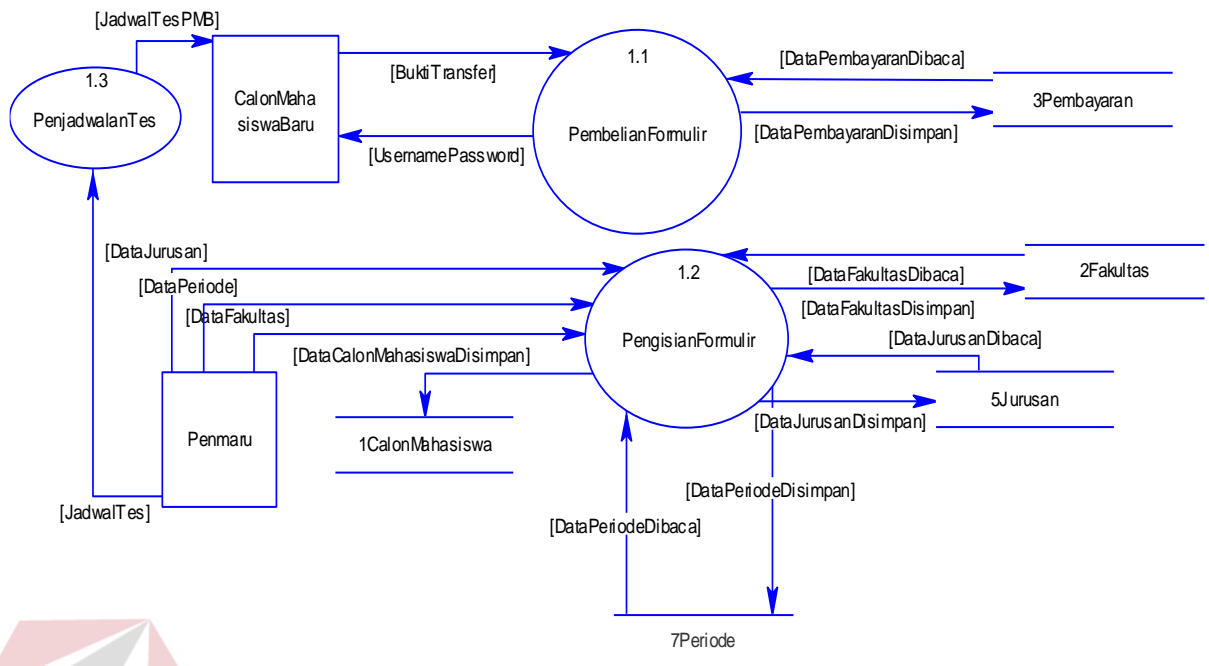 [JadwalTesPMB]
1.3
PenjadwalanTes
CalonMaha
siswaBaru
[BuktiTransfer]
[UsernamePassword]
1.1
PembelianFormulir
[DataPembayaranDibaca]
[DataPembayaranDisimpan]
3Pembayaran
[DataJurusan]
[DataPeriode]
[DataFakultas]
[DataCalonMahasiswaDisimpan]
1.2
PengisianFormulir
[DataFakultasDibaca]
[DataFakultasDisimpan]
2Fakultas
[DataJurusanDibaca]
[DataJurusanDisimpan]
5Jurusan
Penmaru
1CalonMahasiswa
[JadwalTes]
[DataPeriodeDisimpan]
[DataPeriodeDibaca]
7Periode